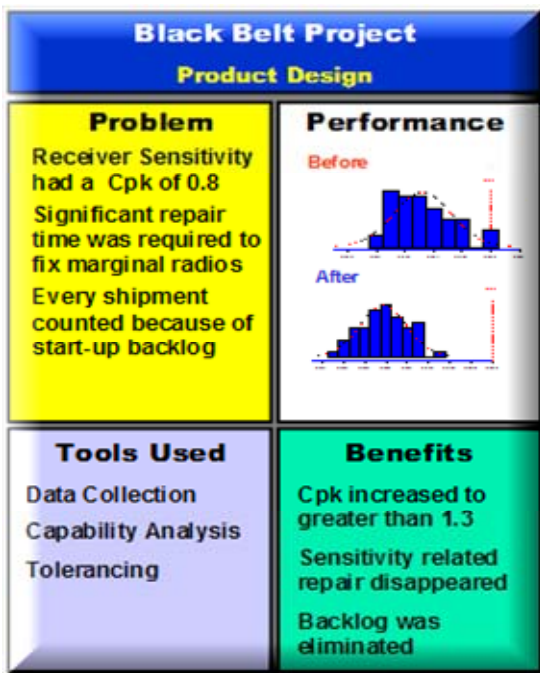 Black Belt Project
Product Design
Problem
Receiver Sensitivity
had a Cpk of 0.8
Significant repair
time was required to
fix marginal radios
Every shipment
counted because of
start-up backlog
Performance
Before
After
Tools Used
Data Collection
Capability Analysis
Tolerancing
Benefits
Cpk increased to
greater than 1.3
Sensitivity related
repair disappeared
Backlog was
eliminated